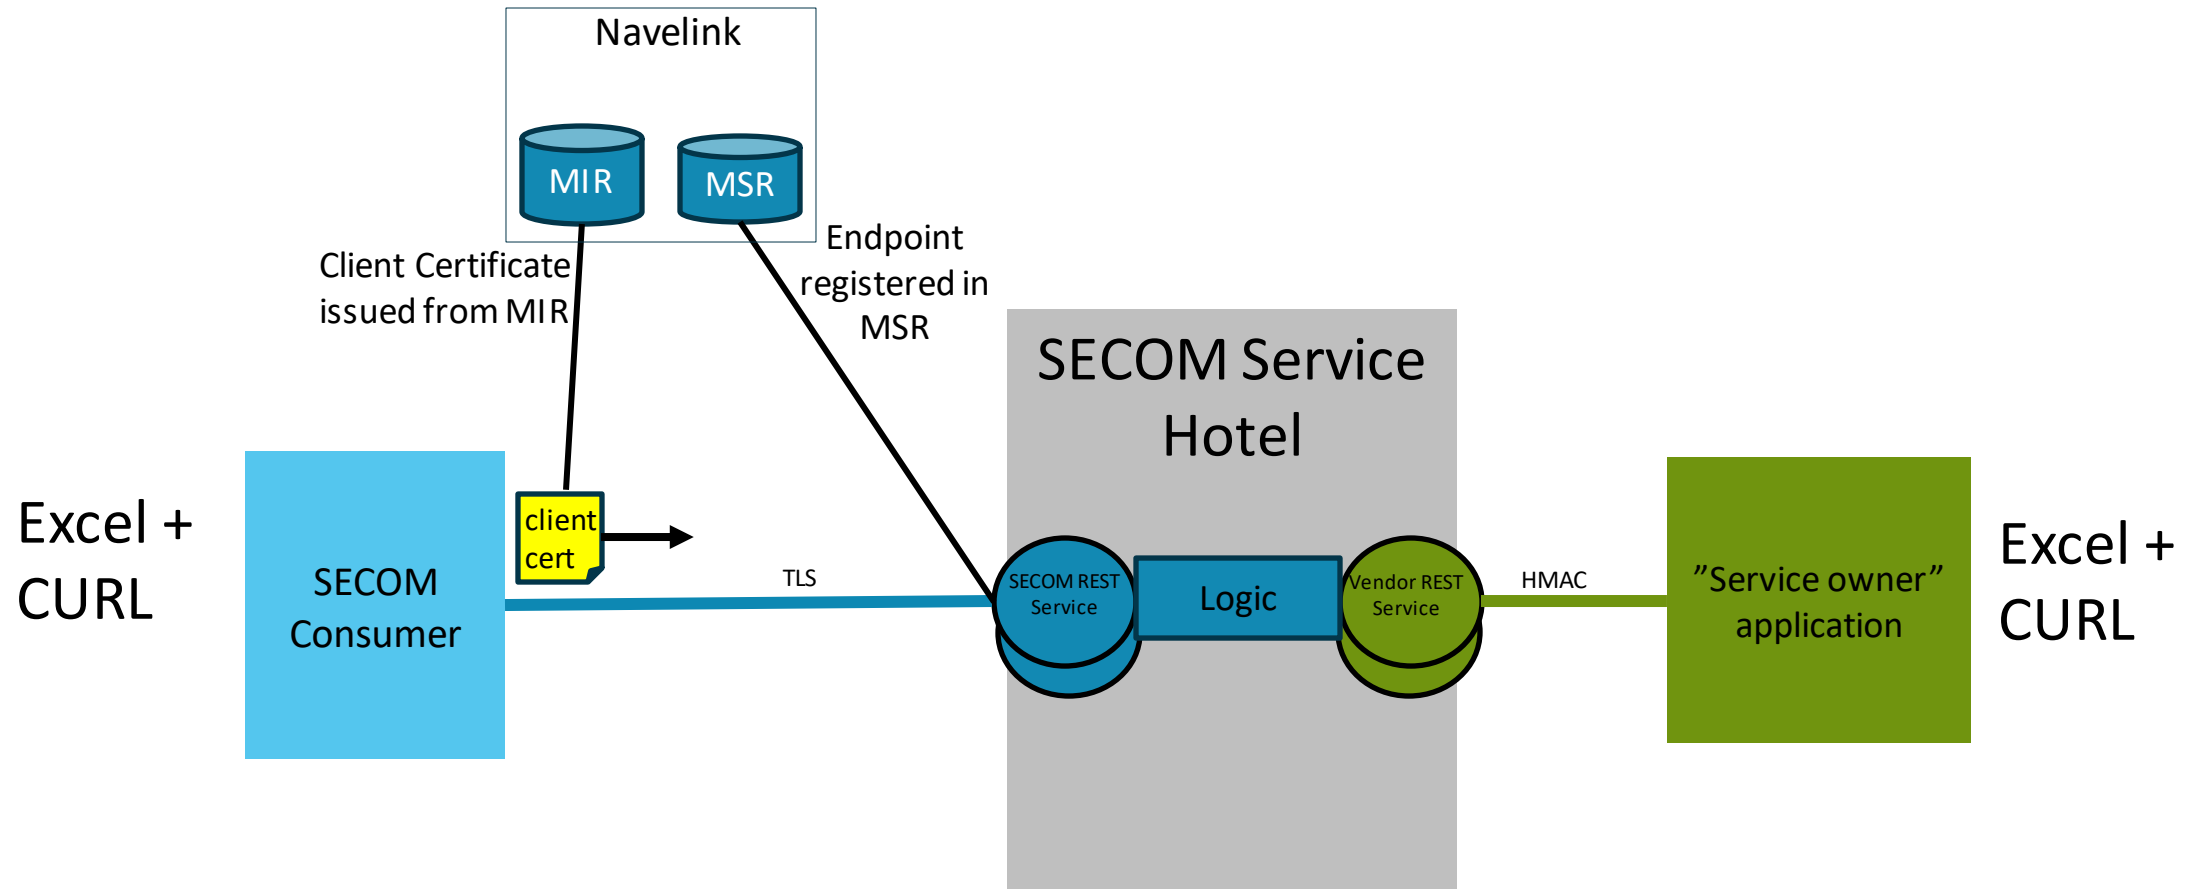 Navelink
MIR
MSR
Client Certificate
issued from MIR
Endpoint
registered in
MSR
SECOM Service
Hotel
Excel +
CURL
SECOM
Consumer
client
cert
TLS
SECOM REST
Service
Logic
Vendor REST
Service
HMAC
”Service owner”
application
Excel +
CURL